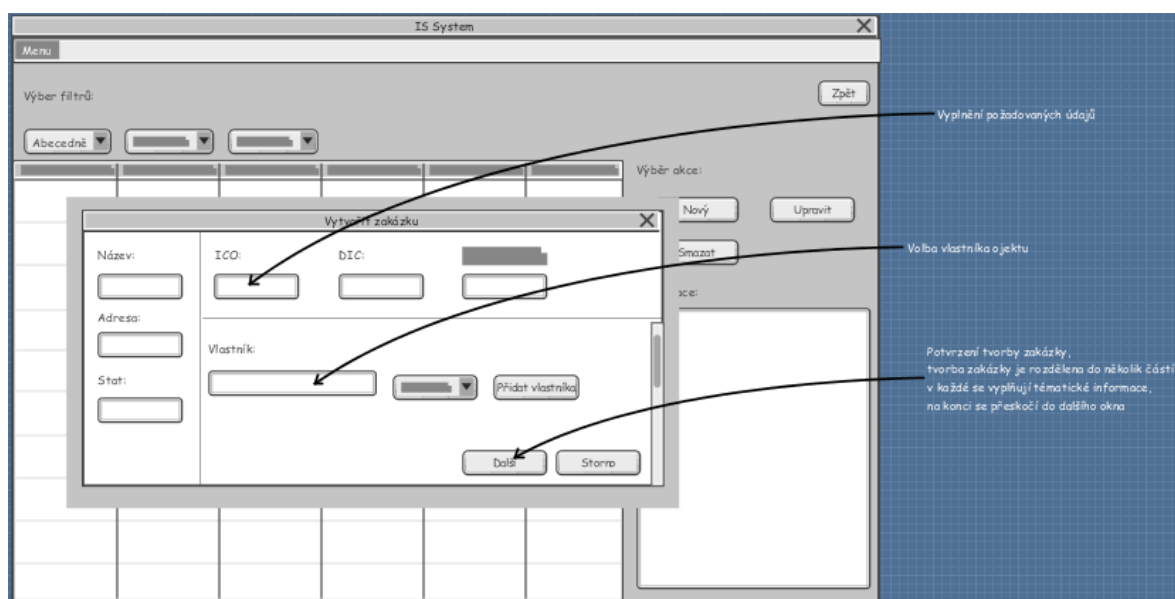 IS System
Menu
Výber filtrů:
Zpět
Vyplnění požadovaných údajů
Abecedně
Výběr akce:
Nový
Upravit
Vytvořit zakázku
Název:
ICO:
DIC:
Smazat
Volba vlastníka ojektu
Adresa:
Vlastník:
Stat:
Přidat vlastníka
Potvrzení tvorby zakázky,
tvorba zakázky je rozdělena do několik částí
v každé se vyplňují tématické informace,
na konci se přeskočí do dalšího okna
Další
Storno